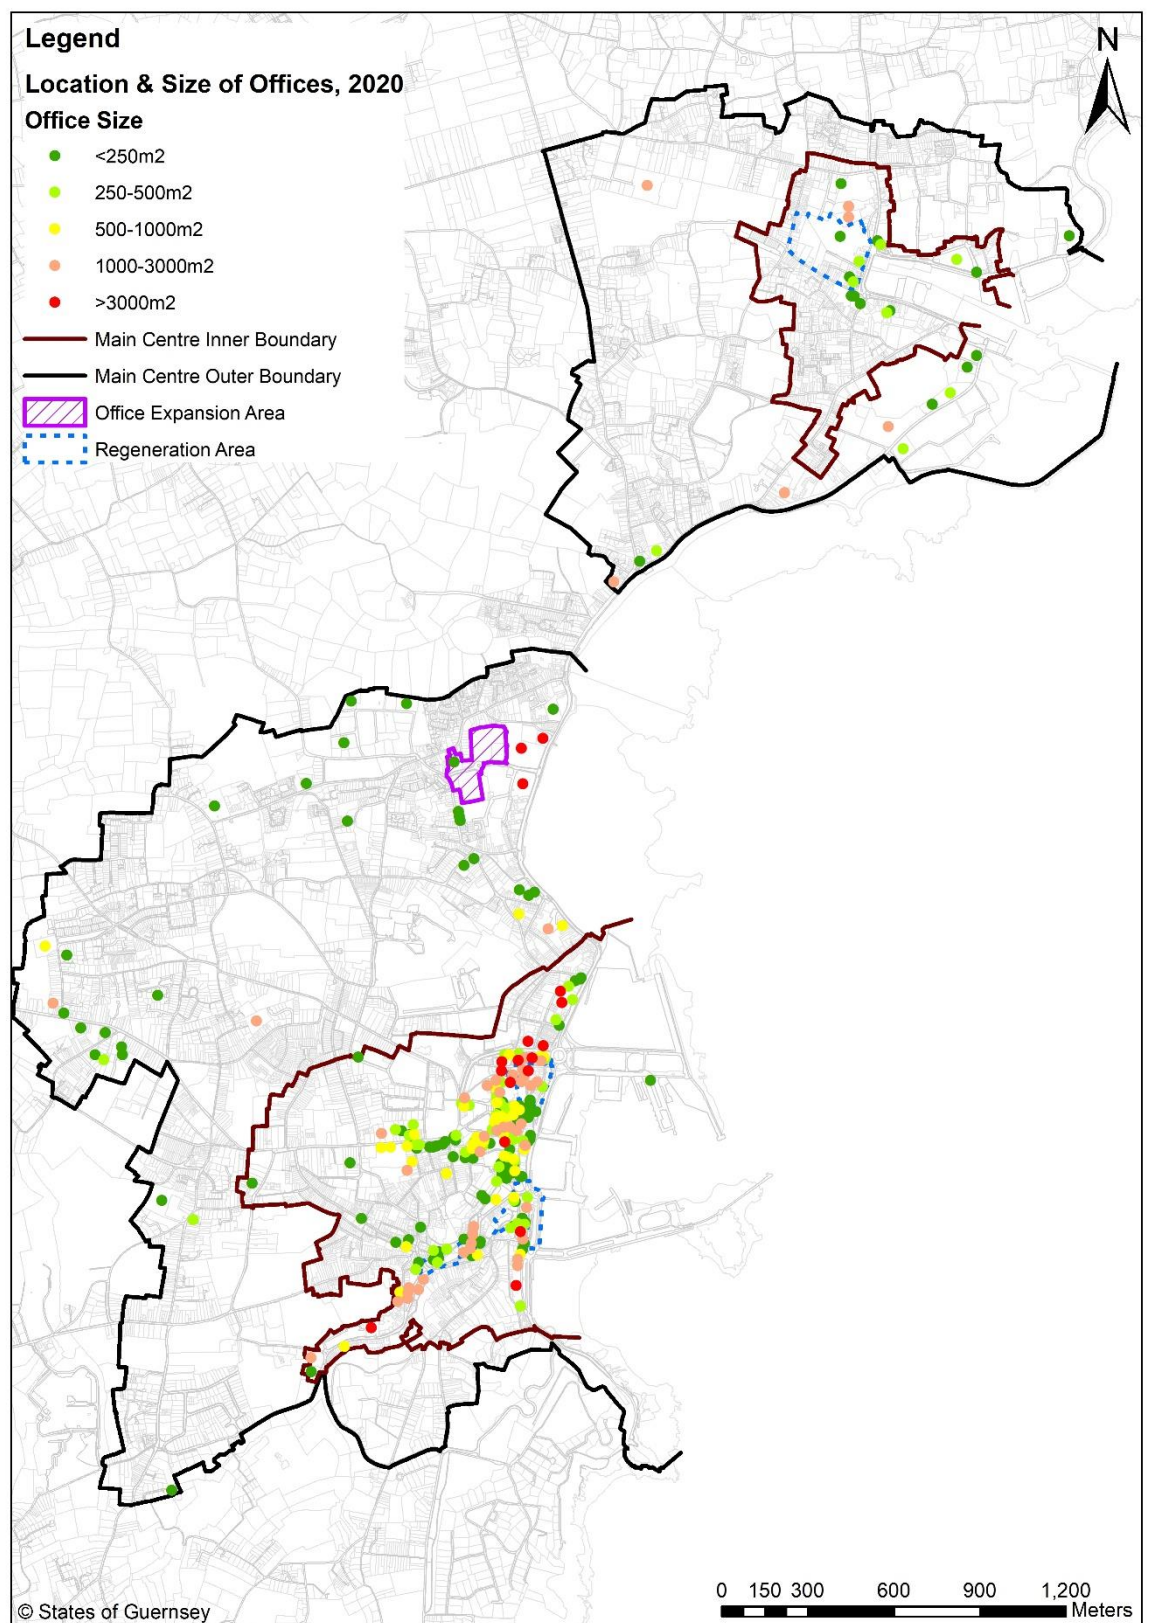 Legend
N
Location & Size of Offices, 2020
Office Size
<250m2
250-500m2
500-1000m2
1000-3000m2
>3000m2
Main Centre Inner Boundary
Main Centre Outer Boundary
Office Expansion Area
Regeneration Area
0 150 300 600 900 1,200
Meters
© States of Guernsey